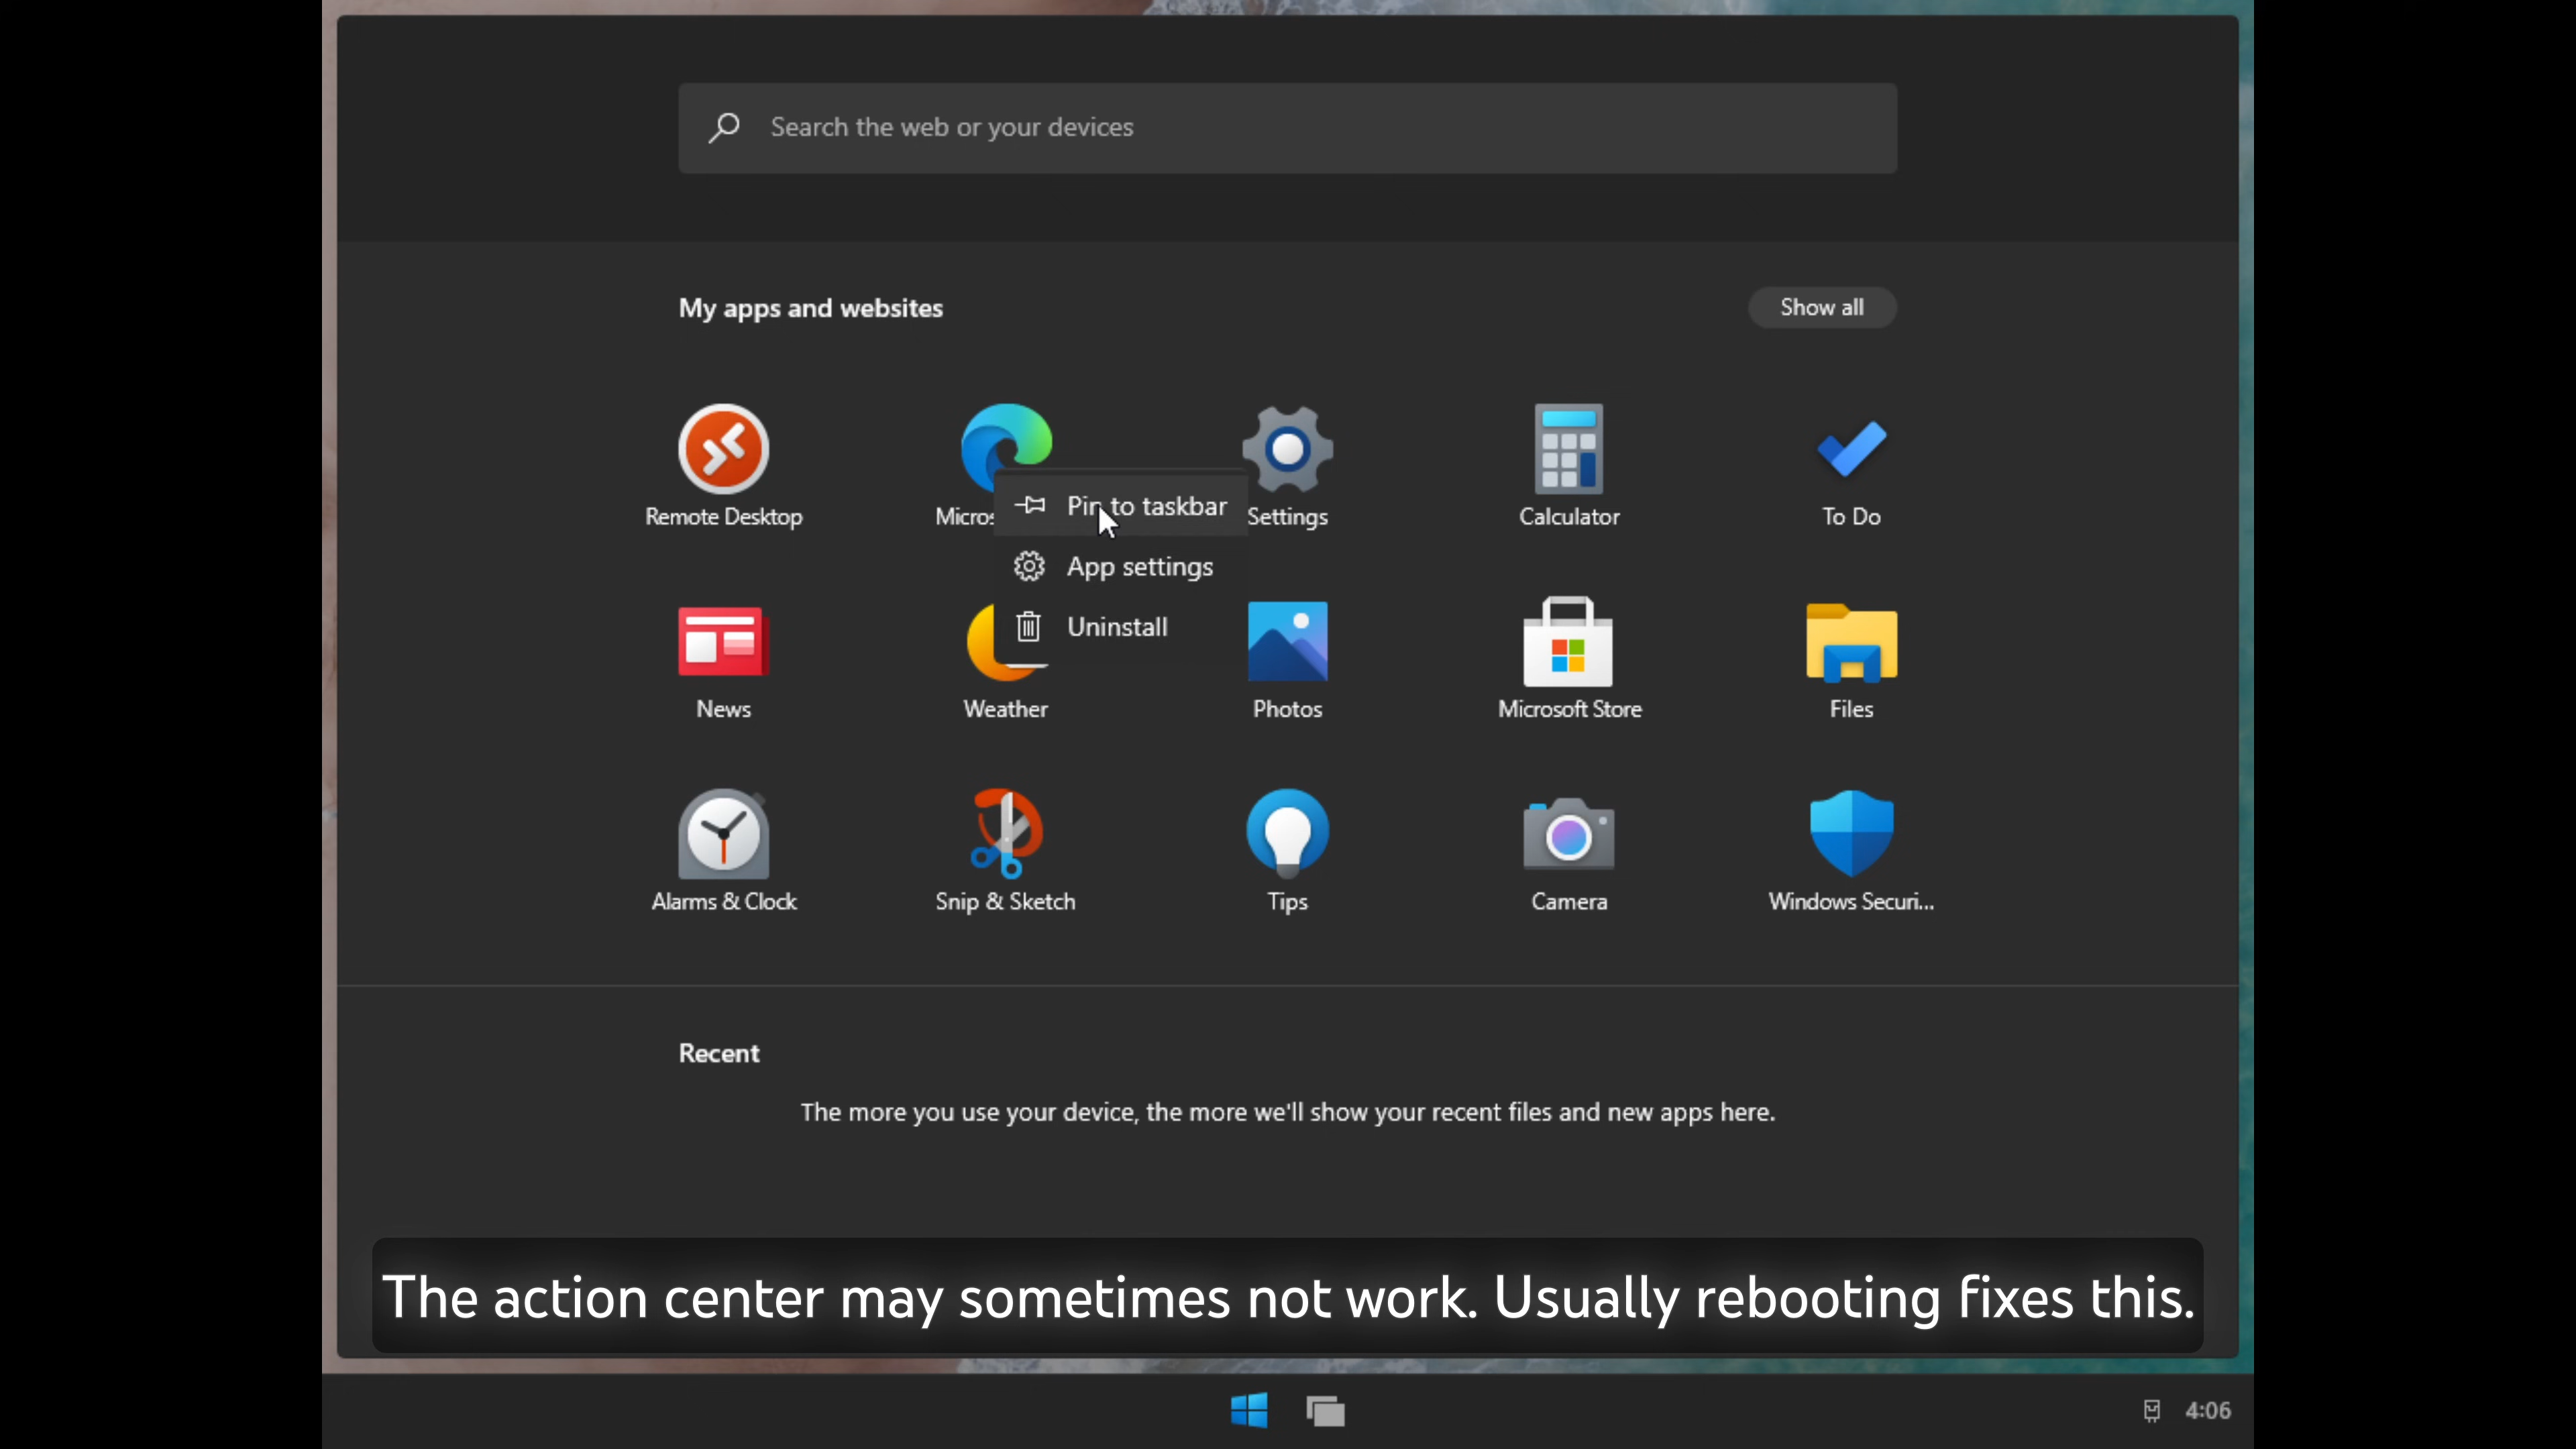 Search the web or your devices
My apps and websites
Show all
Remote Desktop
Micros
Settings
Calculator
To Do
Pin to taskbar
App settings
Uninstall
News
Weather
Photos
Microsoft Store
Files
Alarms & Clock
Snip & Sketch
Tips
Camera
Windows Securi...
Recent
The more you use your device, the more we'll show your recent files and new apps here.
The action center may sometimes not work. Usually rebooting fixes this.
4:06